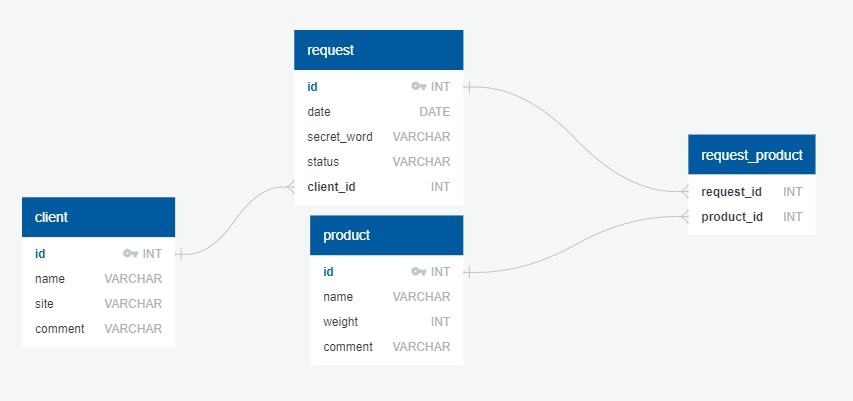 request
id INT
date DATE
secret_word VARCHAR
status VARCHAR
client_id INT
client
id INT
name VARCHAR
site VARCHAR
comment VARCHAR
product
id INT
name VARCHAR
weight INT
comment VARCHAR
request_product
request_id INT
product_id INT